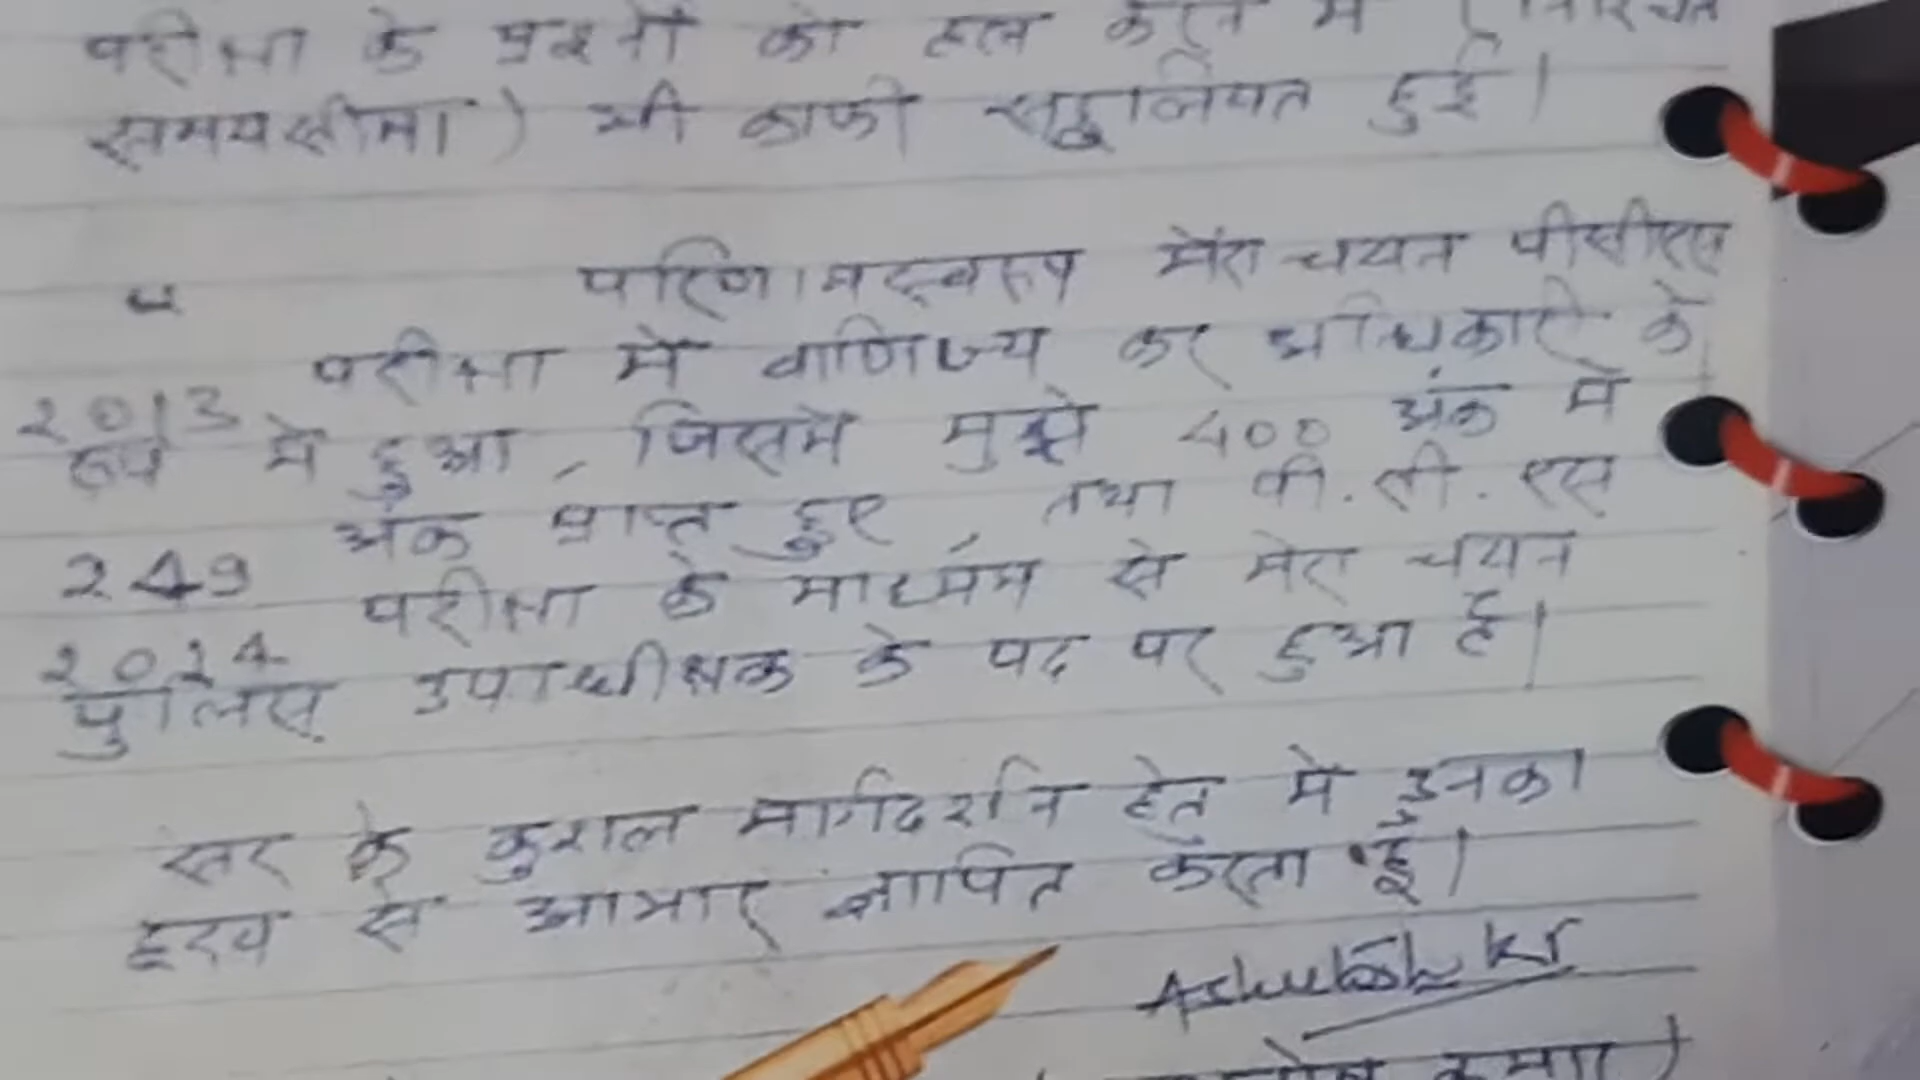 परीक्षा के प्रश्नों को हल करने में (निश्चित
समयसीमा) भी काफी सहुलियत हुई।
परिणामस्वरूप मेरा चयन पीसीएस
2013 परीक्षा में वाणिज्य कर अधिकारी के
रूप में हुआ, जिसमें मुझे 400 अंक में
249 अंक प्राप्त हुए, तथा पी.सी.एस
2014 परीक्षा के माध्यम से मेरा चयन
पुलिस उपाधीक्षक के पद पर हुआ है।
सर के कुशल मार्गदर्शन हेतु में इनका
हृदय से आभार ज्ञापित करता हूँ।
Ashutosh Kr
कुमार)